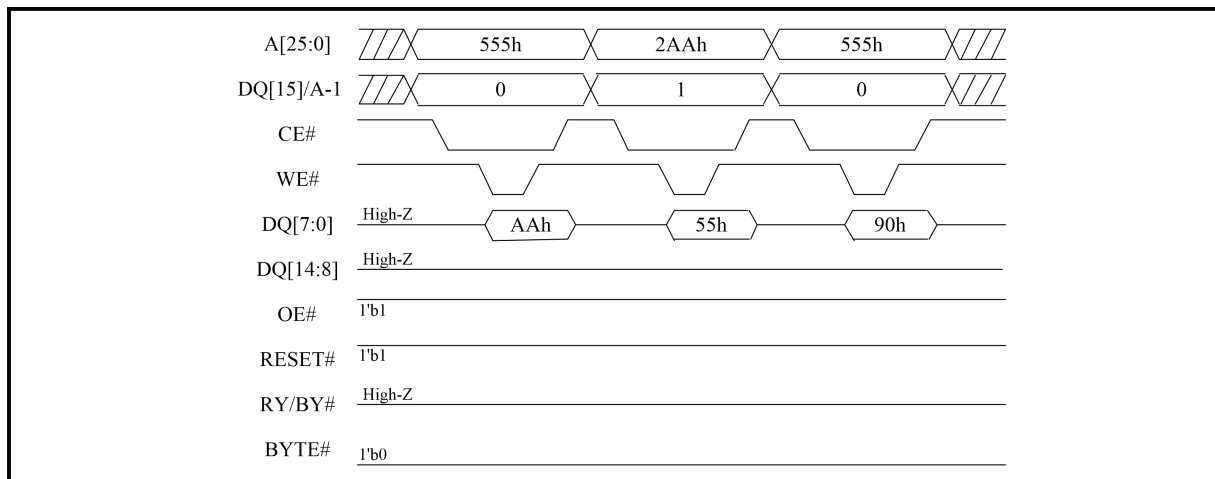 A[25:0] 555h 2AAh 555h
DQ[15]/A-1 0 1 0
CE#
WE#
DQ[7:0] High-Z AAh 55h 90h
DQ[14:8] High-Z
OE# 1'b1
RESET# 1'b1
RY/BY# High-Z
BYTE# 1'b0